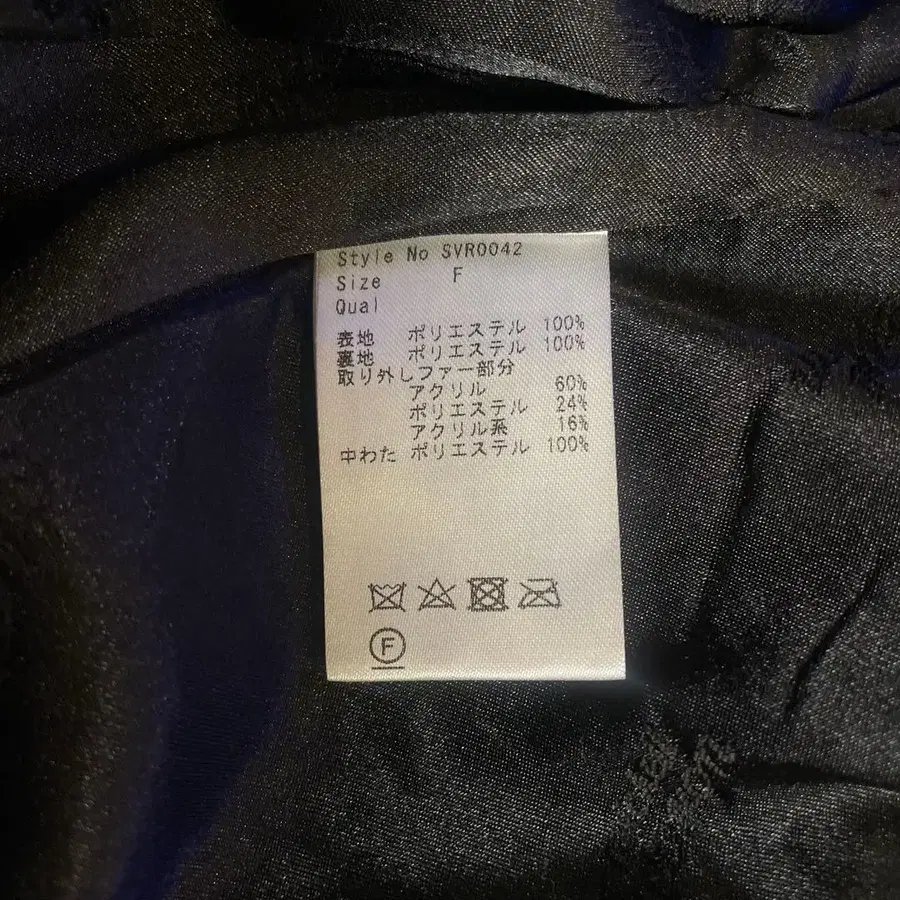 Style No SVR0042
Size F
Qual
表地 ポリエステル 100%
裏地 ポリエステル 100%
取り外しファー部分
アクリル 60%
ポリエステル 24%
アクリル系 16%
中わた ポリエステル 100%
F